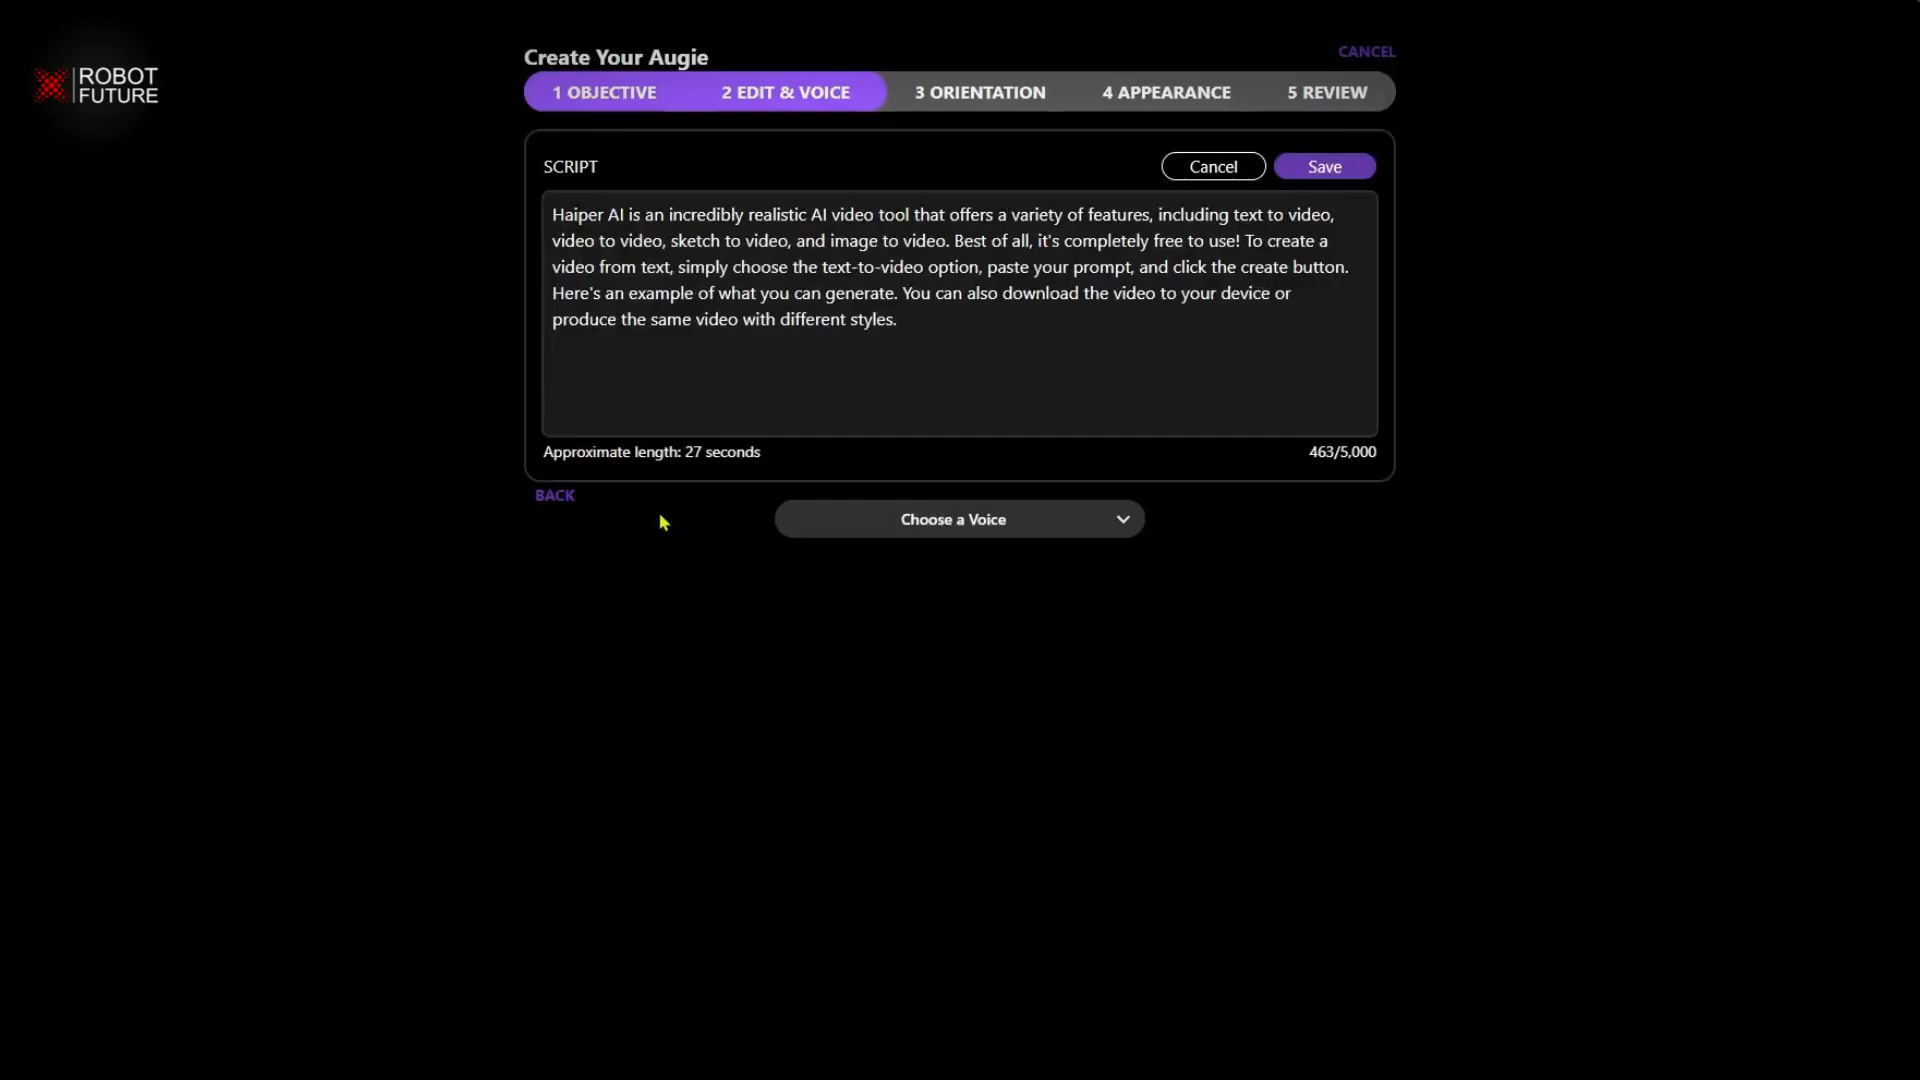 ROBOT
FUTURE
Create Your Augie
CANCEL
1 OBJECTIVE 2 EDIT & VOICE 3 ORIENTATION 4 APPEARANCE 5 REVIEW
SCRIPT
Cancel Save
Haiper AI is an incredibly realistic AI video tool that offers a variety of features, including text to video,
video to video, sketch to video, and image to video. Best of all, it's completely free to use! To create a
video from text, simply choose the text-to-video option, paste your prompt, and click the create button.
Here's an example of what you can generate. You can also download the video to your device or
produce the same video with different styles.
Approximate length: 27 seconds 463/5,000
BACK
Choose a Voice